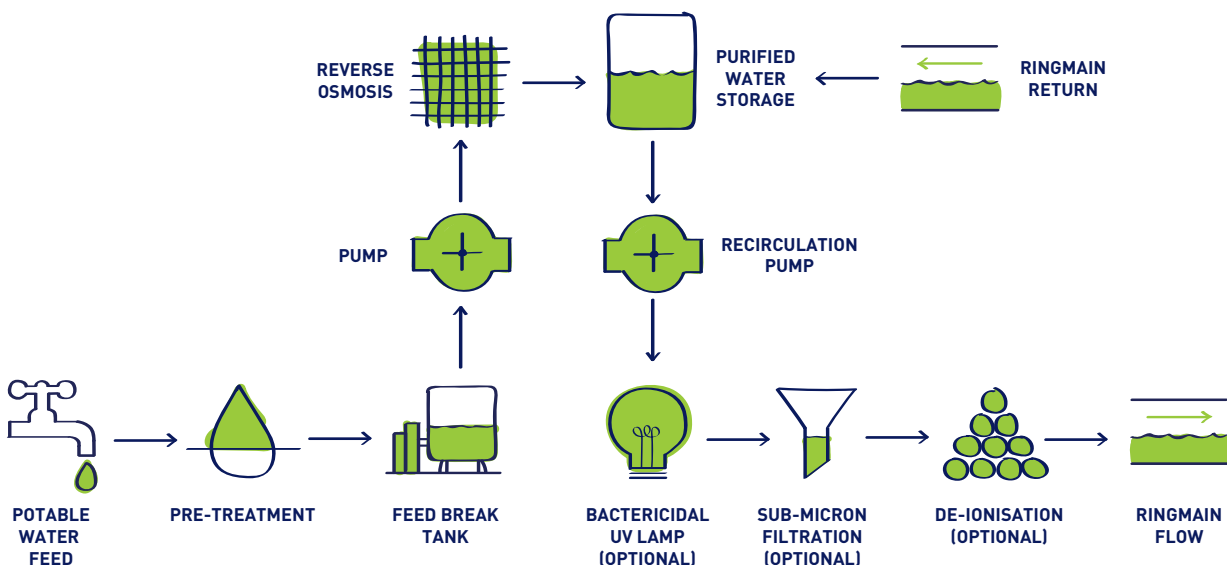 REVERSE
OSMOSIS
PURIFIED
WATER
STORAGE
RINGMAIN
RETURN
PUMP
RECIRCULATION
PUMP
POTABLE
WATER
FEED
PRE-TREATMENT
FEED BREAK
TANK
BACTERICIDAL
UV LAMP
(OPTIONAL)
SUB-MICRON
FILTRATION
(OPTIONAL)
DE-IONISATION
(OPTIONAL)
RINGMAIN
FLOW